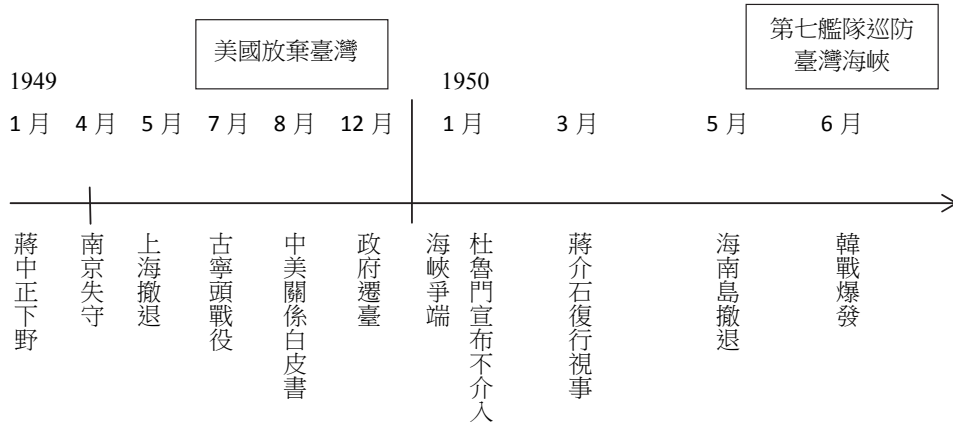 美國放棄臺灣
第七艦隊巡防
臺灣海峽
1949
1950
1月 4月 5月 7月 8月 12月 1月 3月 5月 6月
蔣中正下野
南京失守
上海撤退
古寧頭戰役
中美關係白皮書
政府遷臺
海峽爭端
杜魯門宣布不介入
蔣介石復行視事
海南島撤退
韓戰爆發